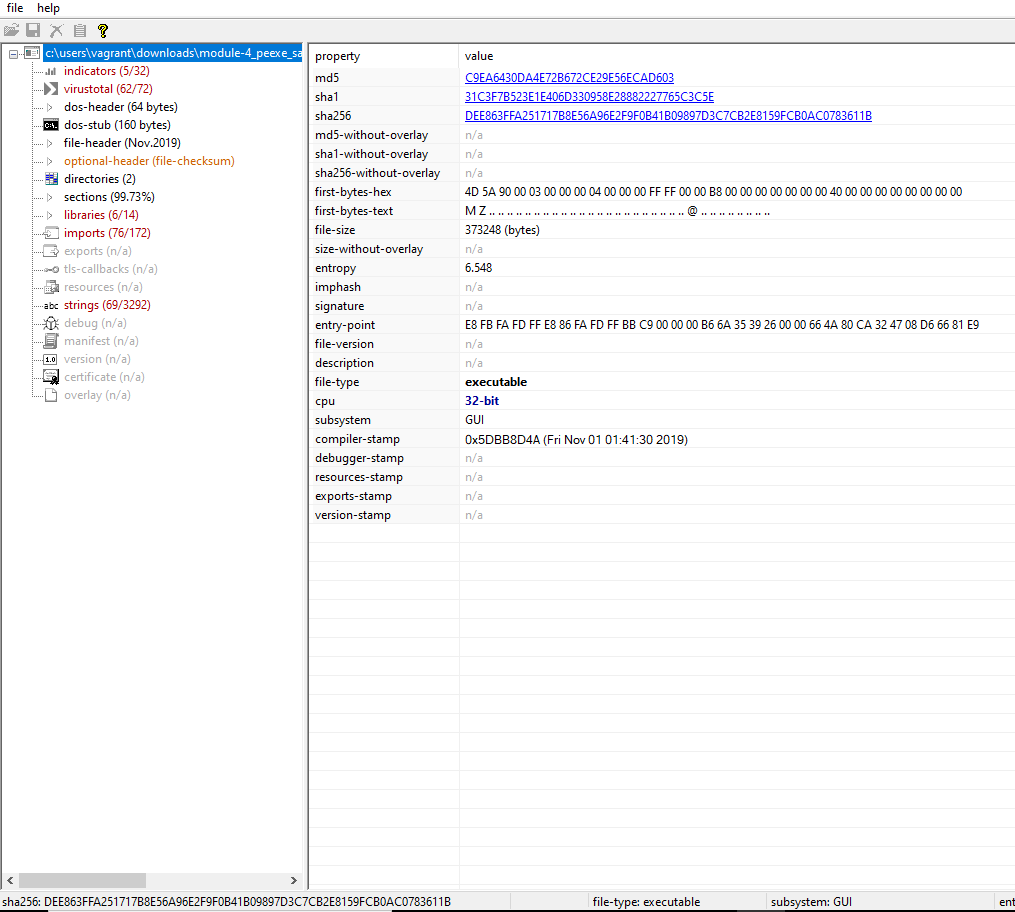 file help
c:\users\vagrant\downloads\module-4_peexe_sa
indicators (5/32)
virustotal (62/72)
dos-header (64 bytes)
dos-stub (160 bytes)
file-header (Nov.2019)
optional-header (file-checksum)
directories (2)
sections (99.73%)
libraries (6/14)
imports (76/172)
exports (n/a)
tls-callbacks (n/a)
resources (n/a)
abc strings (69/3292)
debug (n/a)
manifest (n/a)
1.0 version (n/a)
certificate (n/a)
overlay (n/a)
property value
md5 C9EA6430DA4E72B672CE29E56ECAD603
sha1 31C3F7B523E1E406D330958E28882227765C3C5E
sha256 DEE863FFA251717B8E56A96E2F9F0B41B09897D3C7CB2E8159FCB0AC0783611B
md5-without-overlay n/a
sha1-without-overlay n/a
sha256-without-overlay n/a
first-bytes-hex 4D 5A 90 00 03 00 00 00 04 00 00 00 FF FF 00 00 B8 00 00 00 00 00 00 00 40 00 00 00 00 00 00 00
first-bytes-text M Z .. .. .. .. .. .. .. .. .. .. .. .. .. .. .. .. .. .. .. .. .. .. @ .. .. .. .. .. .. ..
file-size 373248 (bytes)
size-without-overlay n/a
entropy 6.548
imphash n/a
signature n/a
entry-point E8 FB FA FD FF E8 86 FA FD FF BB C9 00 00 00 B6 6A 35 39 26 00 00 66 4A 80 CA 32 47 08 D6 66 81 E9
file-version n/a
description n/a
file-type executable
cpu 32-bit
subsystem GUI
compiler-stamp 0x5DBB8D4A (Fri Nov 01 01:41:30 2019)
debugger-stamp n/a
resources-stamp n/a
exports-stamp n/a
version-stamp n/a
sha256: DEE863FFA251717B8E56A96E2F9F0B41B09897D3C7CB2E8159FCB0AC0783611B file-type: executable subsystem: GUI ent